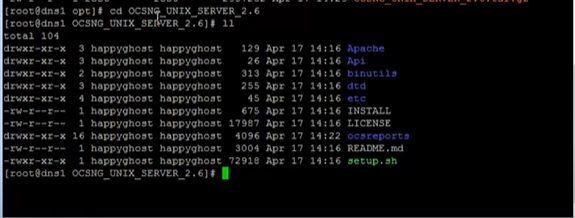 [root@dns1 opt]# cd OCSNG_UNIX_SERVER_2.6
[root@dns1 OCSNG_UNIX_SERVER_2.6]# ll
total 104
drwxr-xr-x 3 happyghost happyghost 129 Apr 17 14:16 Apache
drwxr-xr-x 3 happyghost happyghost 26 Apr 17 14:16 Api
drwxr-xr-x 2 happyghost happyghost 313 Apr 17 14:16 binutils
drwxr-xr-x 3 happyghost happyghost 255 Apr 17 14:16 dtd
drwxr-xr-x 4 happyghost happyghost 45 Apr 17 14:16 etc
-rw-r--r-- 1 happyghost happyghost 675 Apr 17 14:16 INSTALL
-rw-r--r-- 1 happyghost happyghost 17987 Apr 17 14:16 LICENSE
drwxr-xr-x 16 happyghost happyghost 4096 Apr 17 14:22 ocsreports
-rw-r--r-- 1 happyghost happyghost 3004 Apr 17 14:16 README.md
-rwxr-xr-x 1 happyghost happyghost 72918 Apr 17 14:16 setup.sh
[root@dns1 OCSNG_UNIX_SERVER_2.6]#